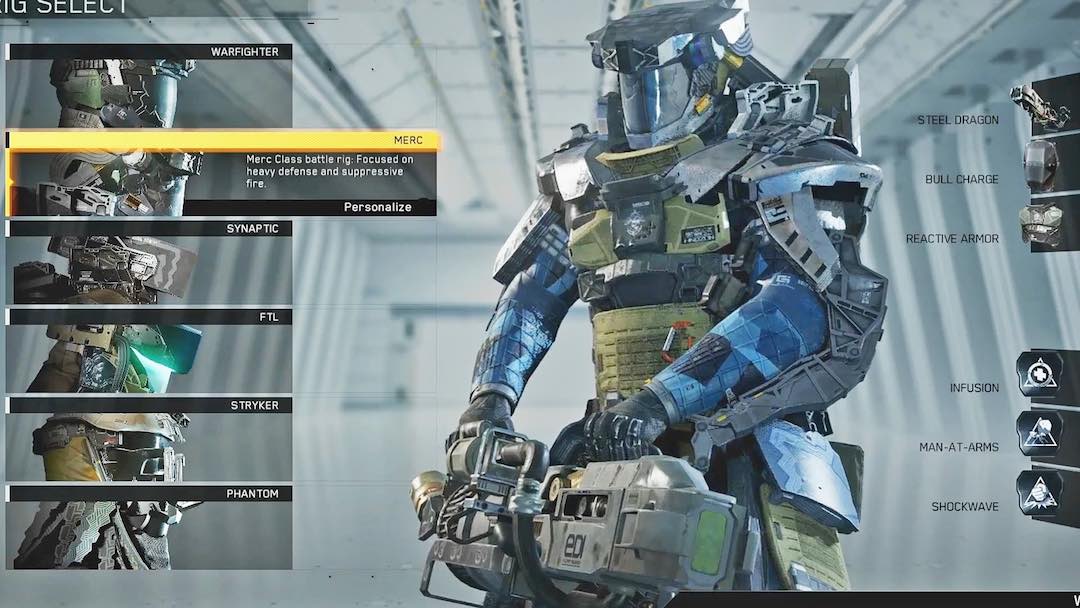 RIG SELECT
WARFIGHTER
MERC
Merc Class battle rig: Focused on
heavy defense and suppressive
fire.
Personalize
SYNAPTIC
FTL
STRYKER
PHANTOM
STEEL DRAGON
BULL CHARGE
REACTIVE ARMOR
INFUSION
MAN-AT-ARMS
SHOCKWAVE